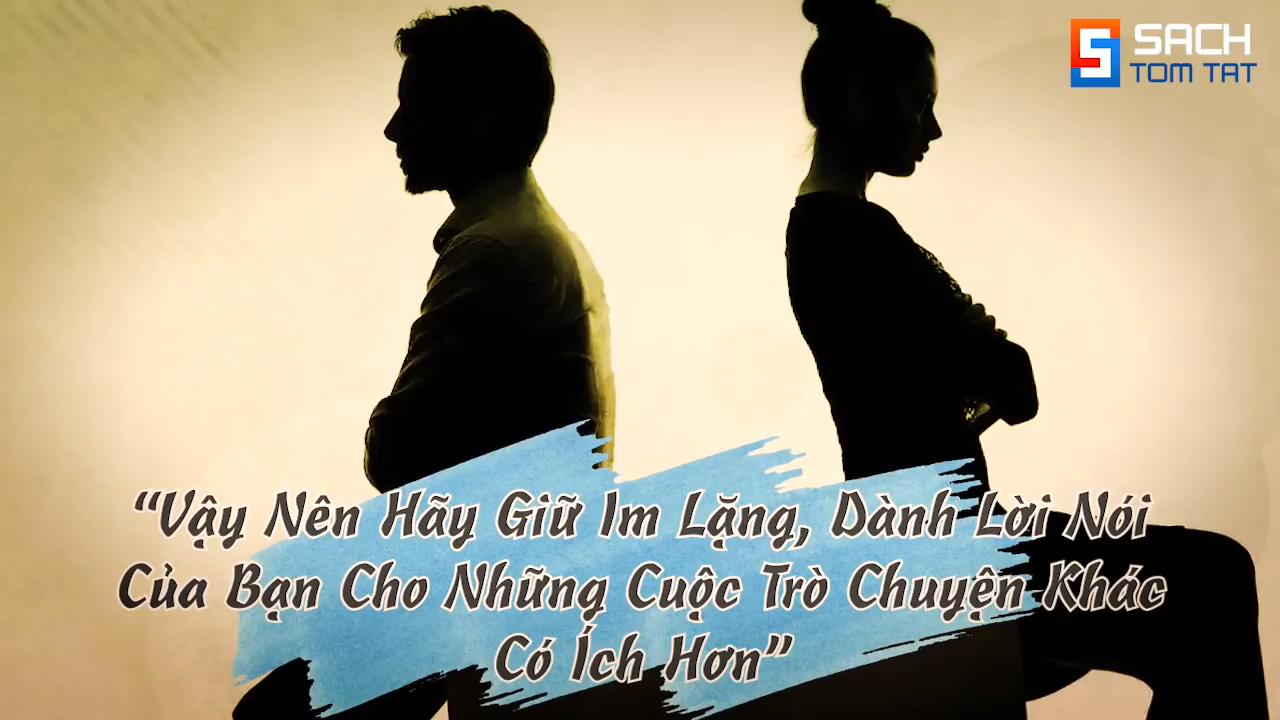 SACH
TOM TAT
“Vậy Nên Hãy Giữ Im Lặng, Dành Lời Nói
Của Bạn Cho Những Cuộc Trò Chuyện Khác
Có Ích Hơn”